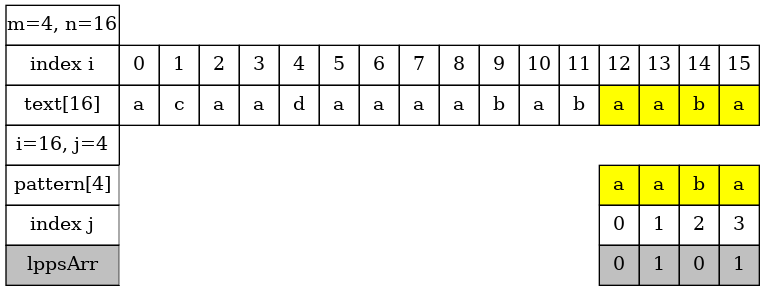 m=4, n=16
index i 0 1 2 3 4 5 6 7 8 9 10 11 12 13 14 15
text[16] a c a a d a a a a b a b a a b a
i=16, j=4
pattern[4] a a b a
index j 0 1 2 3
lppsArr 0 1 0 1